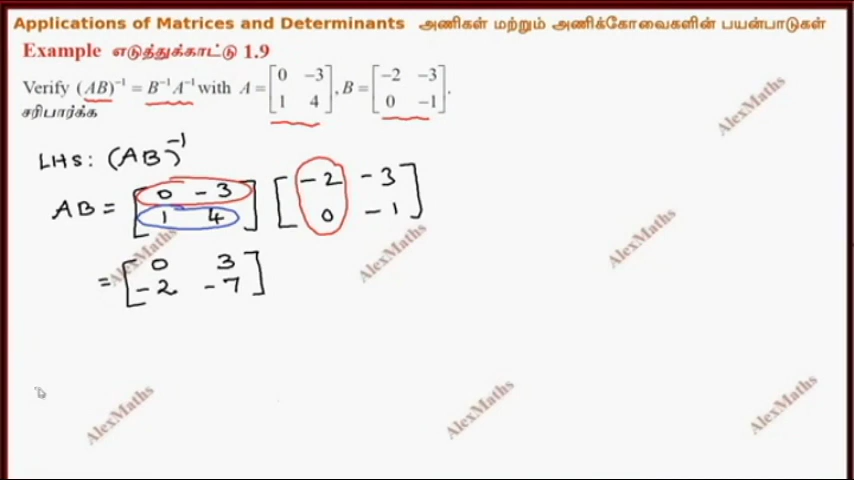 Applications of Matrices and Determinants அணிகள் மற்றும் அணிக்கோவைகளின் பயன்பாடுகள்
Example எடுத்துக்காட்டு 1.9
Verify (AB)⁻¹ = B⁻¹A⁻¹ with A = [0 −3; 1 4], B = [−2 −3; 0 −1].
சரிபார்க்க
LHS : (AB)⁻¹
AB = [0 −3; 1 4] [−2 −3; 0 −1]
= [0 3; −2 −7]
AlexMaths
AlexMaths
AlexMaths
AlexMaths
AlexMaths
AlexMaths
AlexMaths